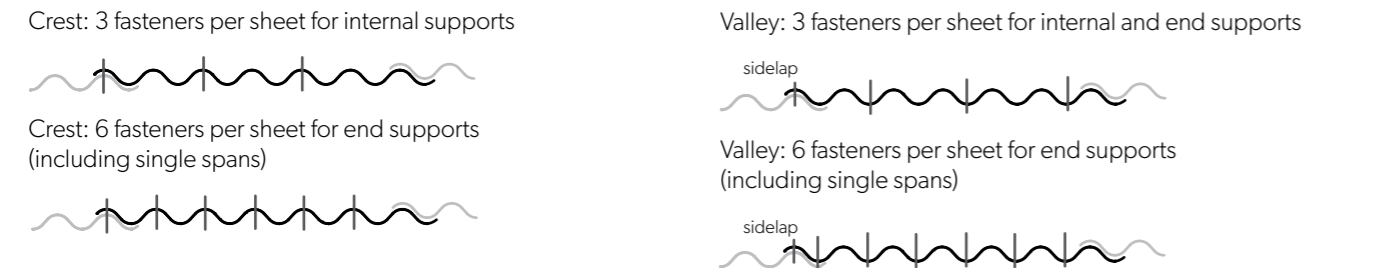 Crest: 3 fasteners per sheet for internal supports
Crest: 6 fasteners per sheet for end supports
(including single spans)
Valley: 3 fasteners per sheet for internal and end supports
sidelap
Valley: 6 fasteners per sheet for end supports
(including single spans)
sidelap